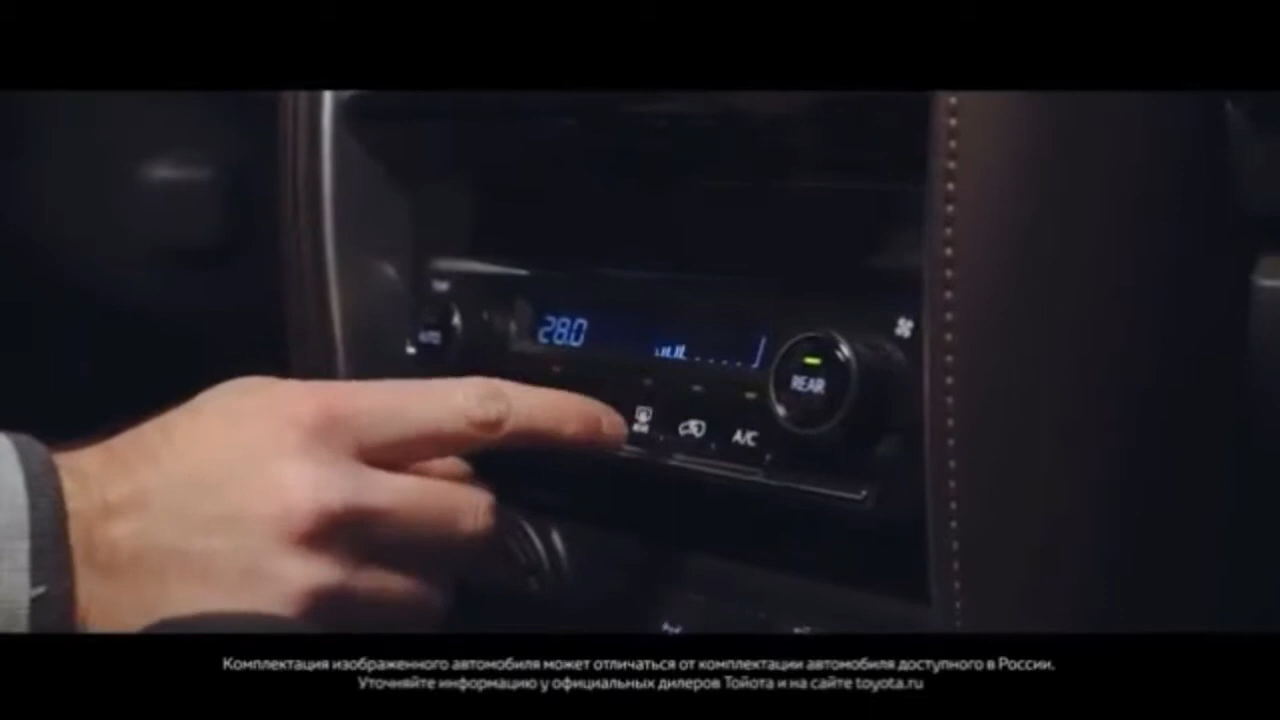 AUTO
28.0
REAR
A/C
Комплектация изображенного автомобиля может отличаться от комплектации автомобиля доступного в России.
Уточняйте информацию у официальных дилеров Тойота и на сайте toyota.ru